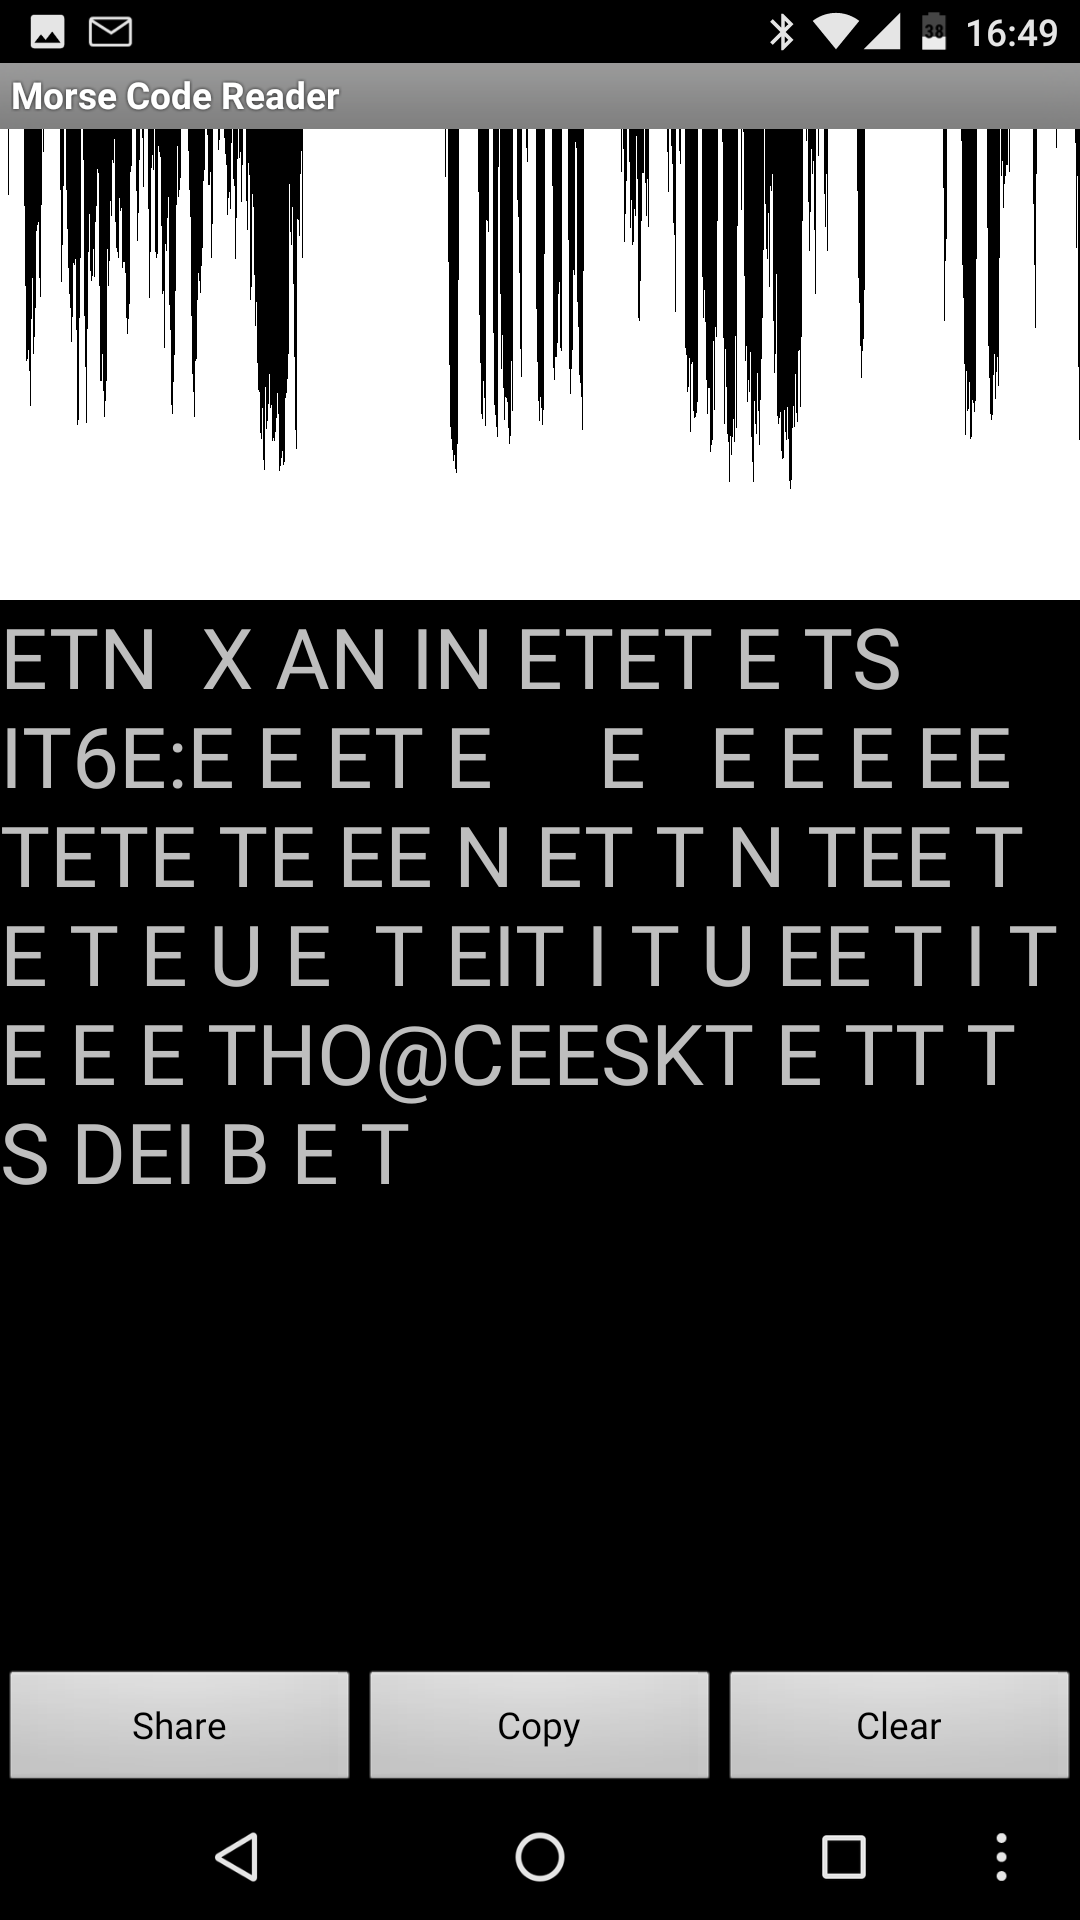 38 16:49
Morse Code Reader
ETN  X AN IN ETET E TS
IT6E:E E ET E     E   E E E EE
TETE TE EE N ET T N TEE T
E T E U E  T EIT I T U EE T I T
E E E THO@CEESKT E TT T
S DEI B E T
Share Copy Clear